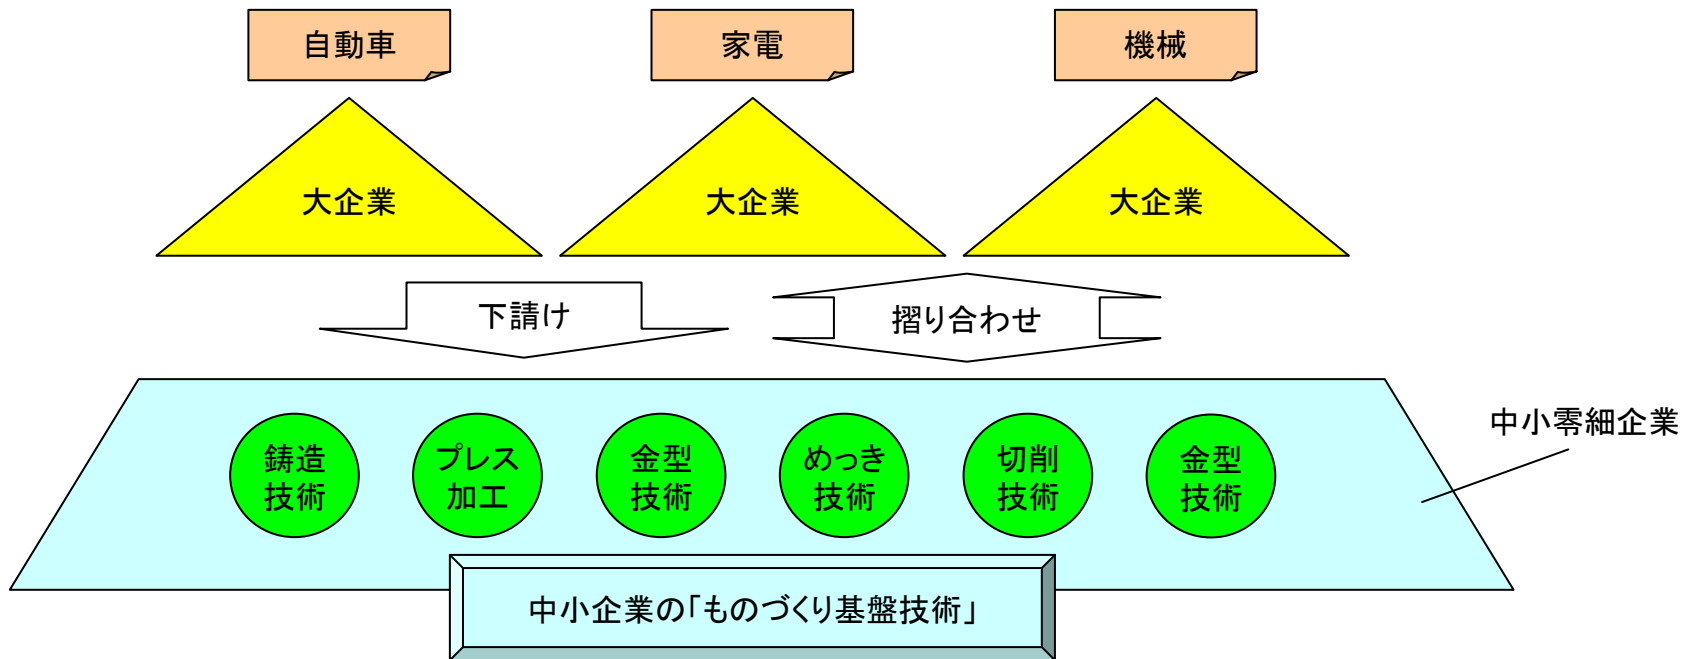 自動車
家電
機械
大企業
大企業
大企業
下請け
摺り合わせ
中小零細企業
鋳造
技術
プレス
加工
金型
技術
めっき
技術
切削
技術
金型
技術
中小企業の「ものづくり基盤技術」